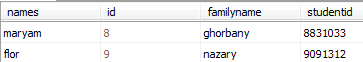 names id familyname studentid
maryam 8 ghorbany 8831033
flor 9 nazary 9091312